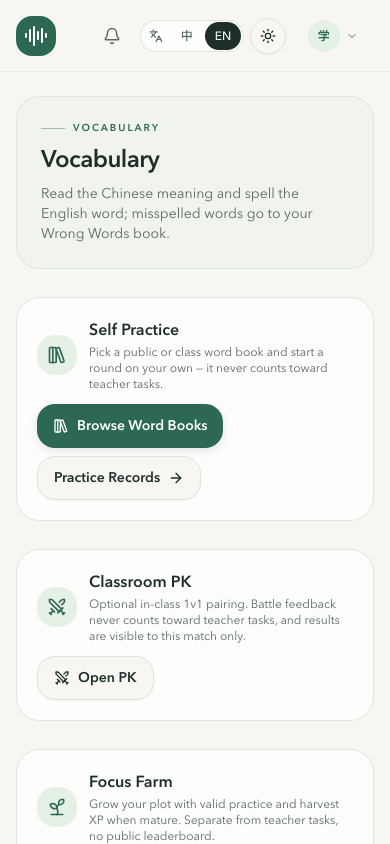 中
EN
学
VOCABULARY
Vocabulary
Read the Chinese meaning and spell the
English word; misspelled words go to your
Wrong Words book.
Self Practice
Pick a public or class word book and start a
round on your own — it never counts toward
teacher tasks.
Browse Word Books
Practice Records
Classroom PK
Optional in-class 1v1 pairing. Battle feedback
never counts toward teacher tasks, and results
are visible to this match only.
Open PK
Focus Farm
Grow your plot with valid practice and harvest
XP when mature. Separate from teacher tasks,
no public leaderboard.